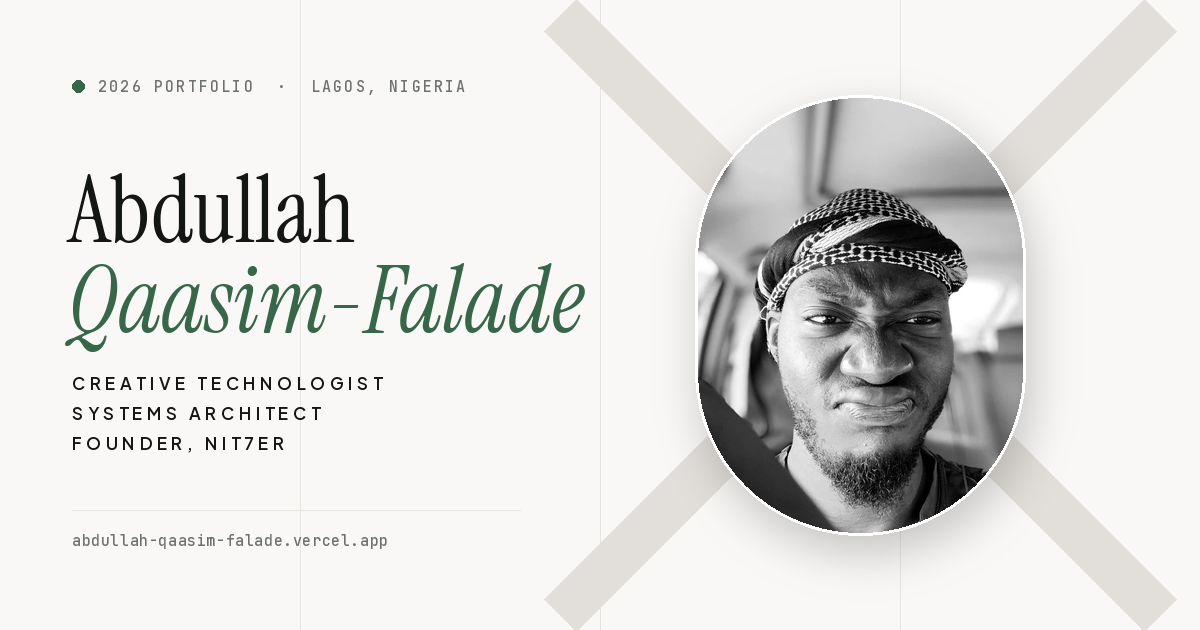 2026 PORTFOLIO · LAGOS, NIGERIA
Abdullah
Qaasim-Falade
CREATIVE TECHNOLOGIST
SYSTEMS ARCHITECT
FOUNDER, NIT7ER
abdullah-qaasim-falade.vercel.app